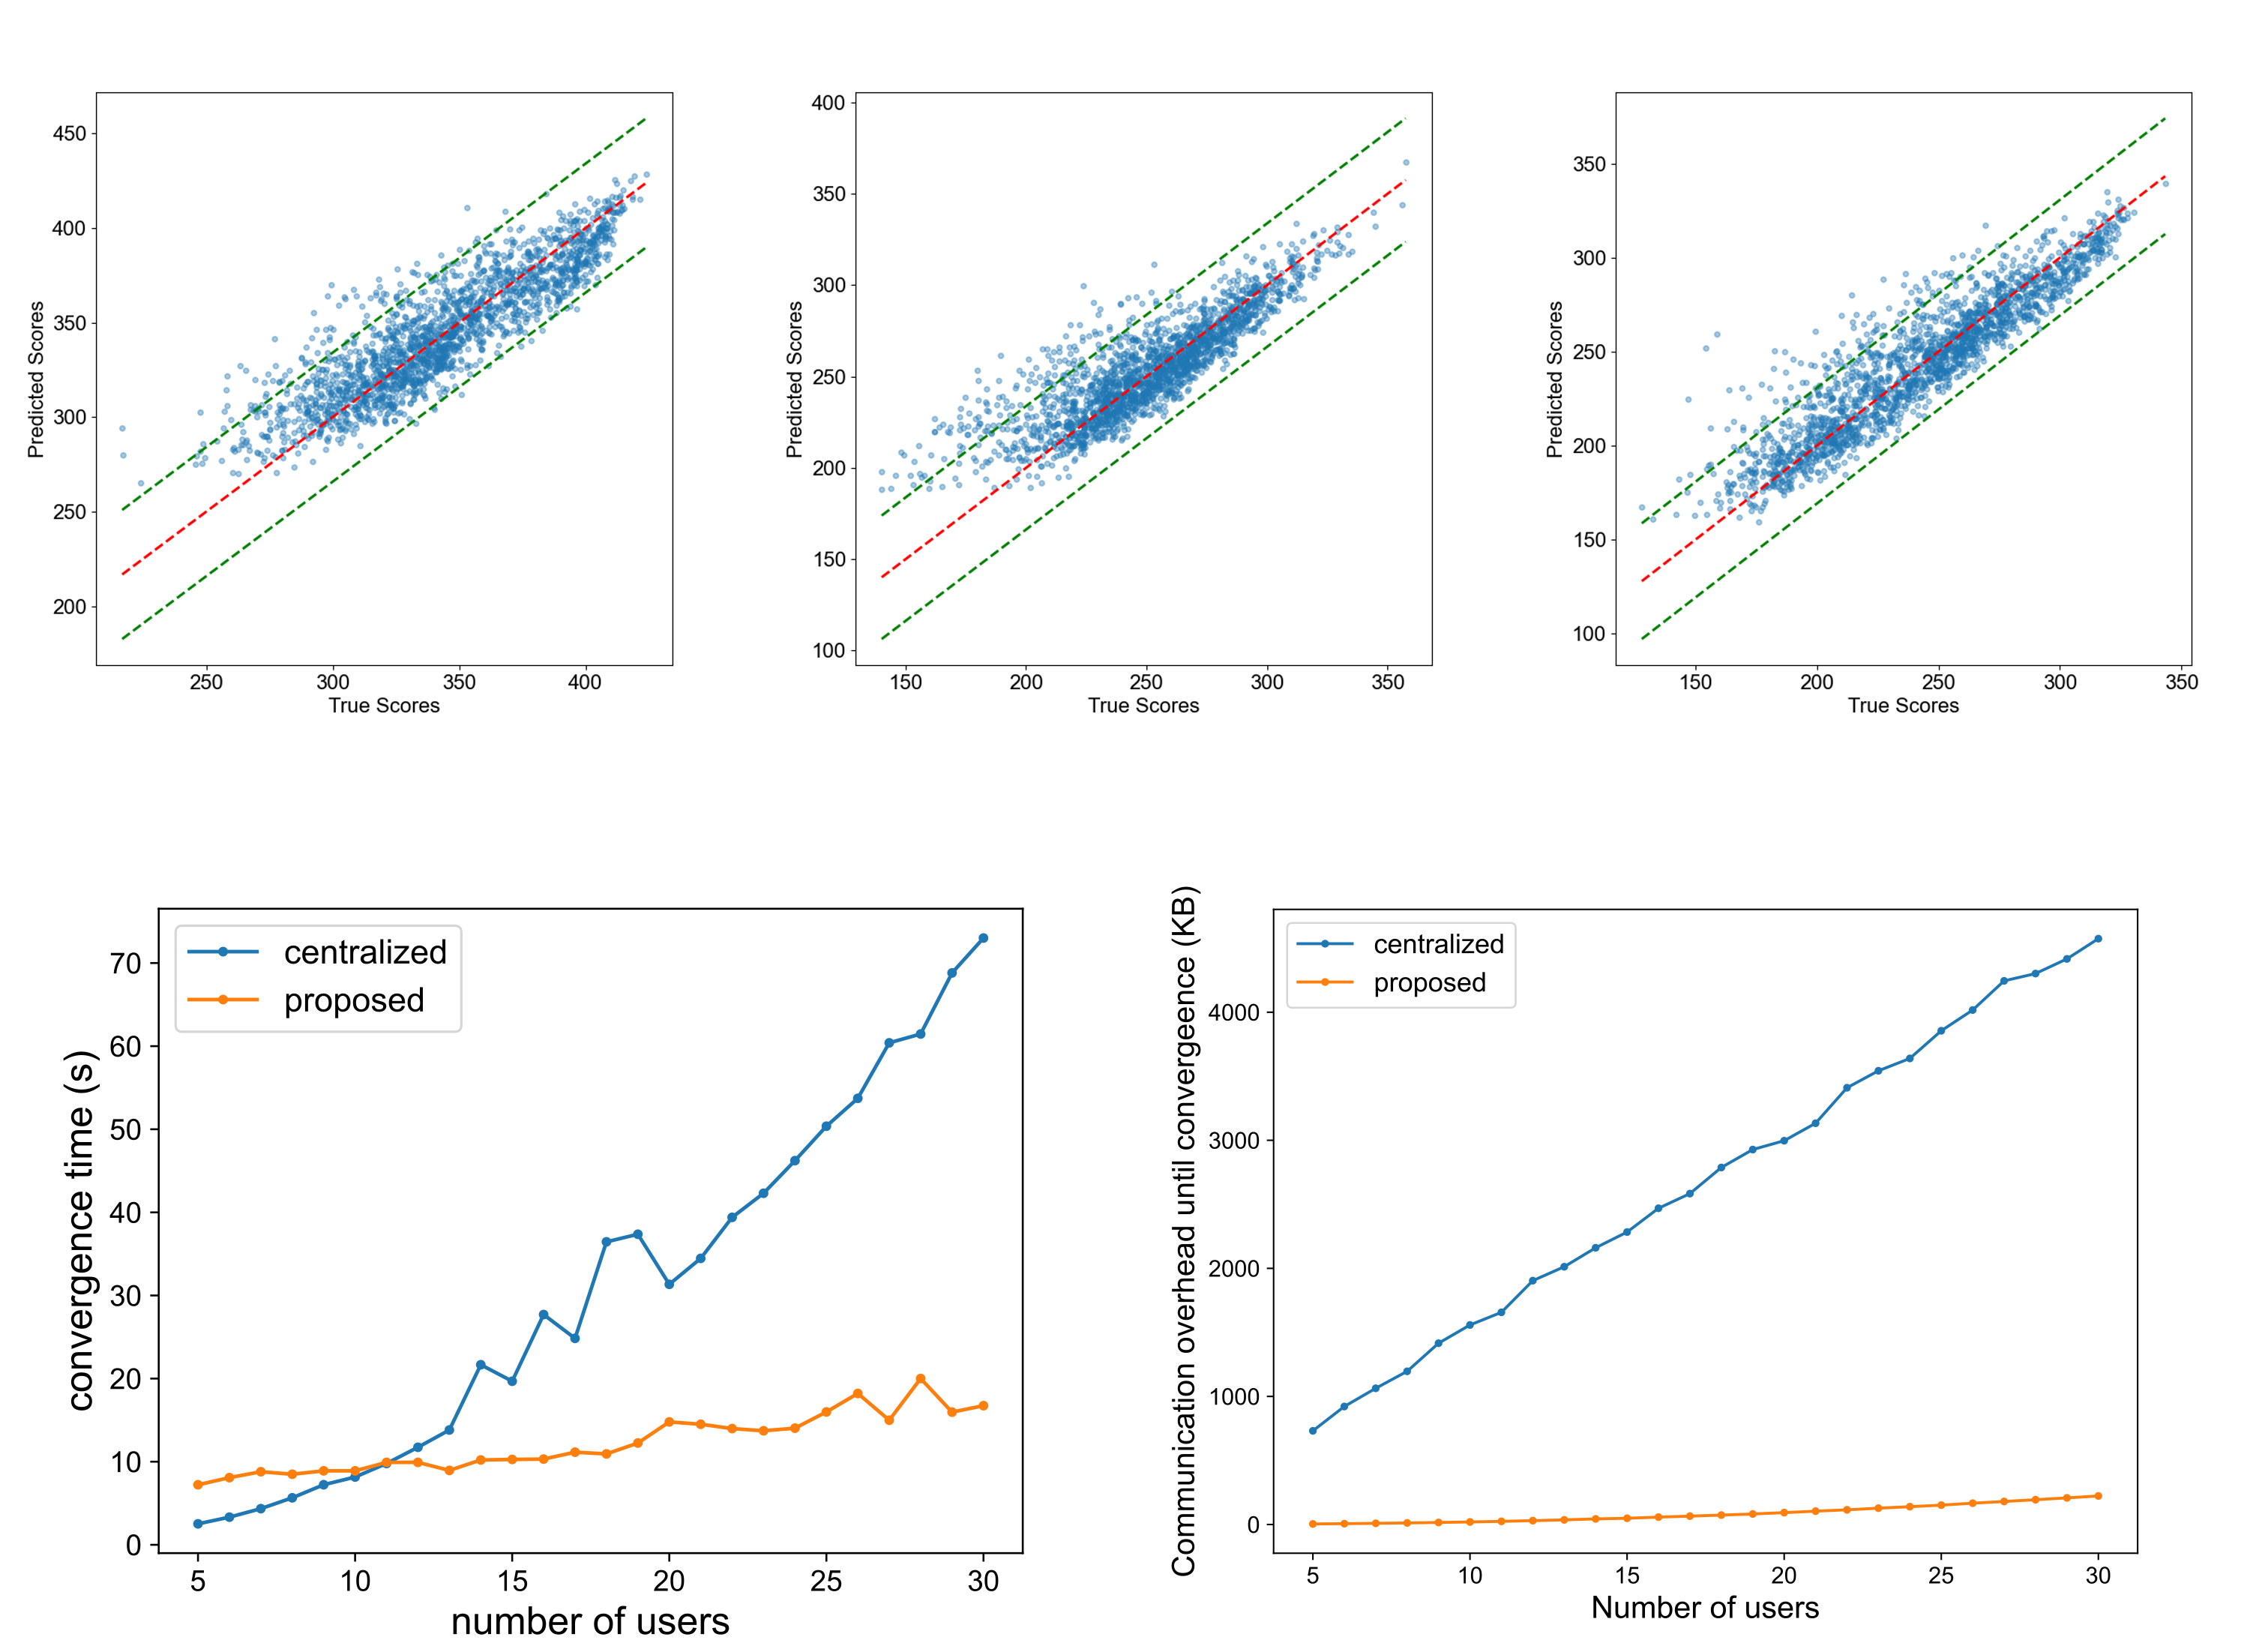 450
400
350
300
250
200
Predicted Scores
250 300 350 400
True Scores
400
350
300
250
200
150
100
Predicted Scores
150 200 250 300 350
True Scores
350
300
250
200
150
100
Predicted Scores
150 200 250 300 350
True Scores
centralized
proposed
70
60
50
40
30
20
10
0
convergence time (s)
5 10 15 20 25 30
number of users
centralized
proposed
4000
3000
2000
1000
0
Communication overhead until convergeence (KB)
5 10 15 20 25 30
Number of users